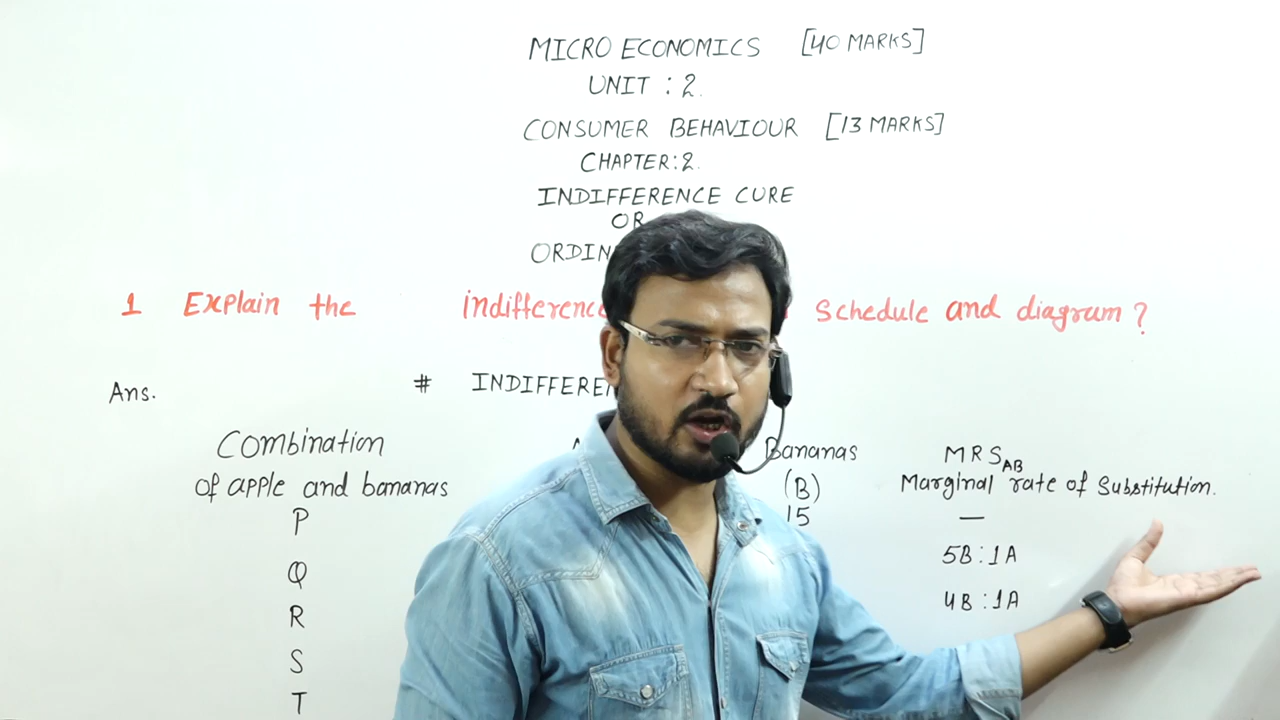 MICRO ECONOMICS [40 MARKS]
UNIT : 2.
CONSUMER BEHAVIOUR [13 MARKS]
CHAPTER: 2.
INDIFFERENCE CURE
OR
1 Explain the schedule and diagram ?
Ans. #
Combination Bananas MRS AB
of apple and bananas (B) Marginal rate of Substitution.
P 15 —
Q 5B : 1A
R 4B : 1A
S
T